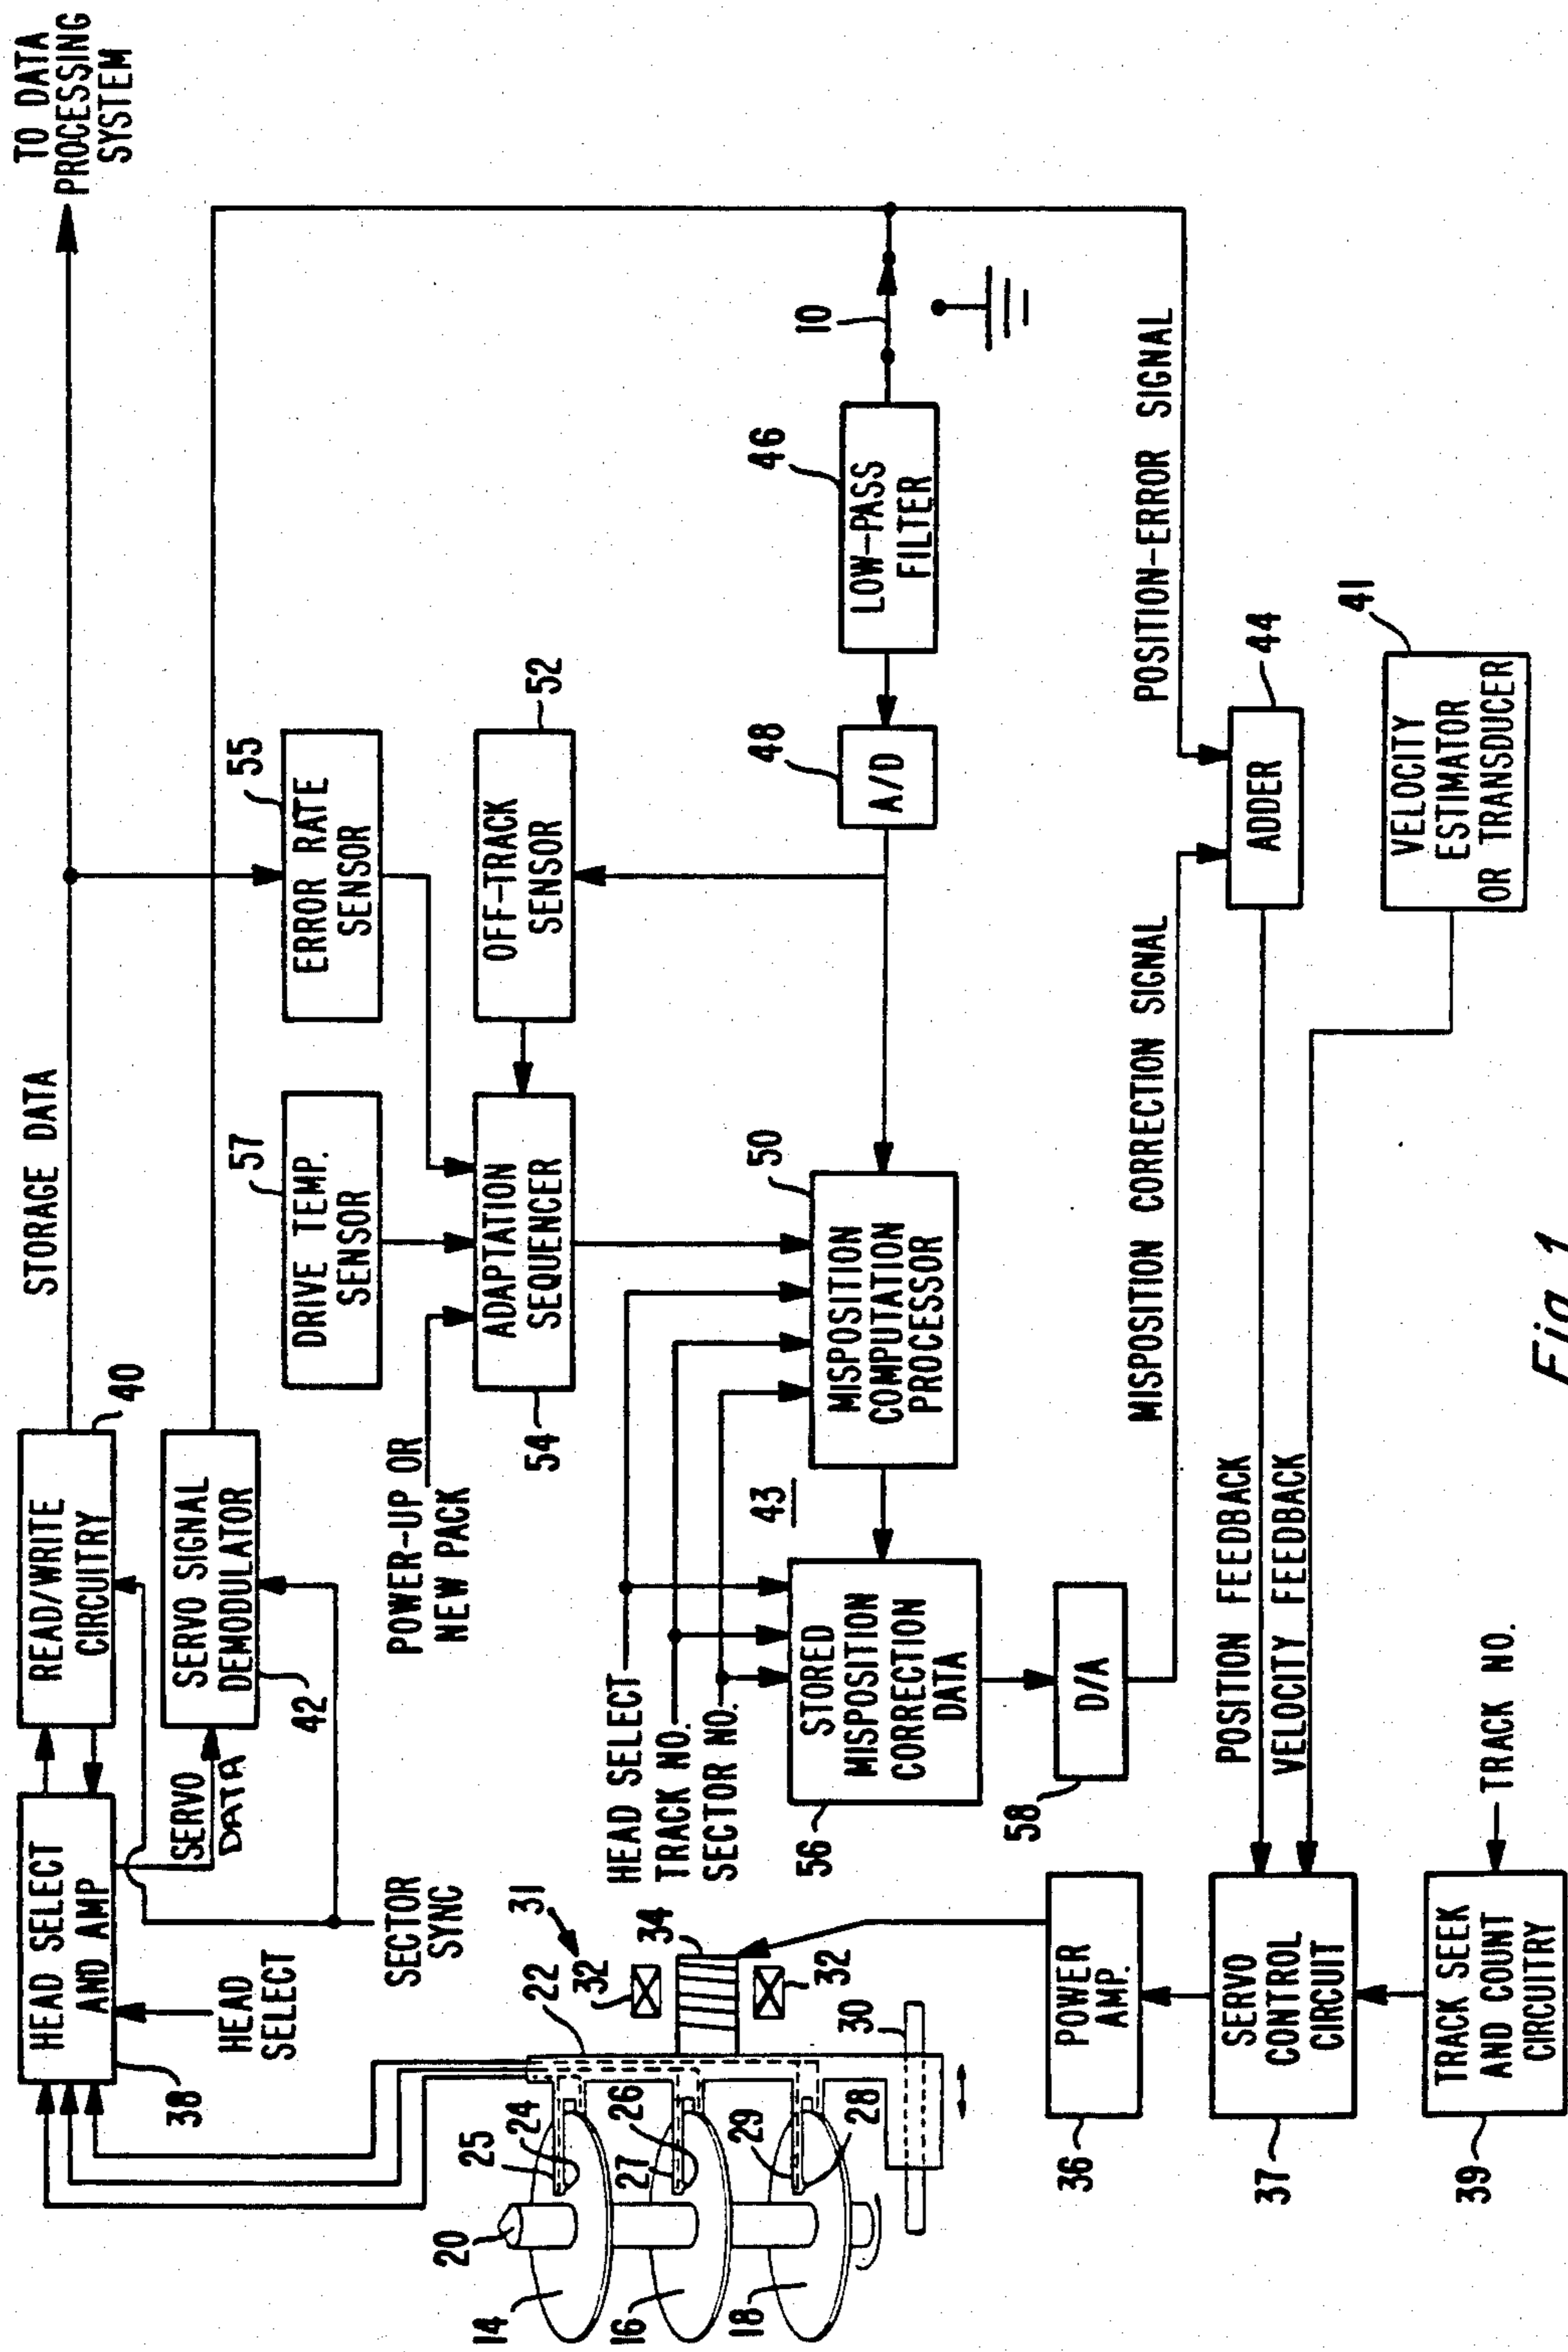 TO DATA
PROCESSING
SYSTEM
STORAGE DATA
HEAD SELECT
AND AMP
38
READ/WRITE
CIRCUITRY
40
SERVO
DATA
SERVO SIGNAL
DEMODULATOR
42
HEAD
SELECT
SECTOR
SYNC
DRIVE TEMP.
SENSOR
57
ERROR RATE
SENSOR
55
POWER-UP OR
NEW PACK
ADAPTATION
SEQUENCER
54
OFF-TRACK
SENSOR
52
20
25
24
22
31
14
27
26
32
34
16
29
28
32
30
18
HEAD SELECT
TRACK NO.
SECTOR NO.
43
STORED
MISPOSITION
CORRECTION
DATA
56
MISPOSITION
COMPUTATION
PROCESSOR
50
A/D
48
LOW-PASS
FILTER
46
10
D/A
58
MISPOSITION CORRECTION SIGNAL
POSITION-ERROR SIGNAL
POWER
AMP.
36
POSITION FEEDBACK
VELOCITY FEEDBACK
ADDER
44
SERVO
CONTROL
CIRCUIT
37
VELOCITY
ESTIMATOR
OR TRANSDUCER
41
TRACK SEEK
AND COUNT
CIRCUITRY
39
TRACK NO.
Fig. 1